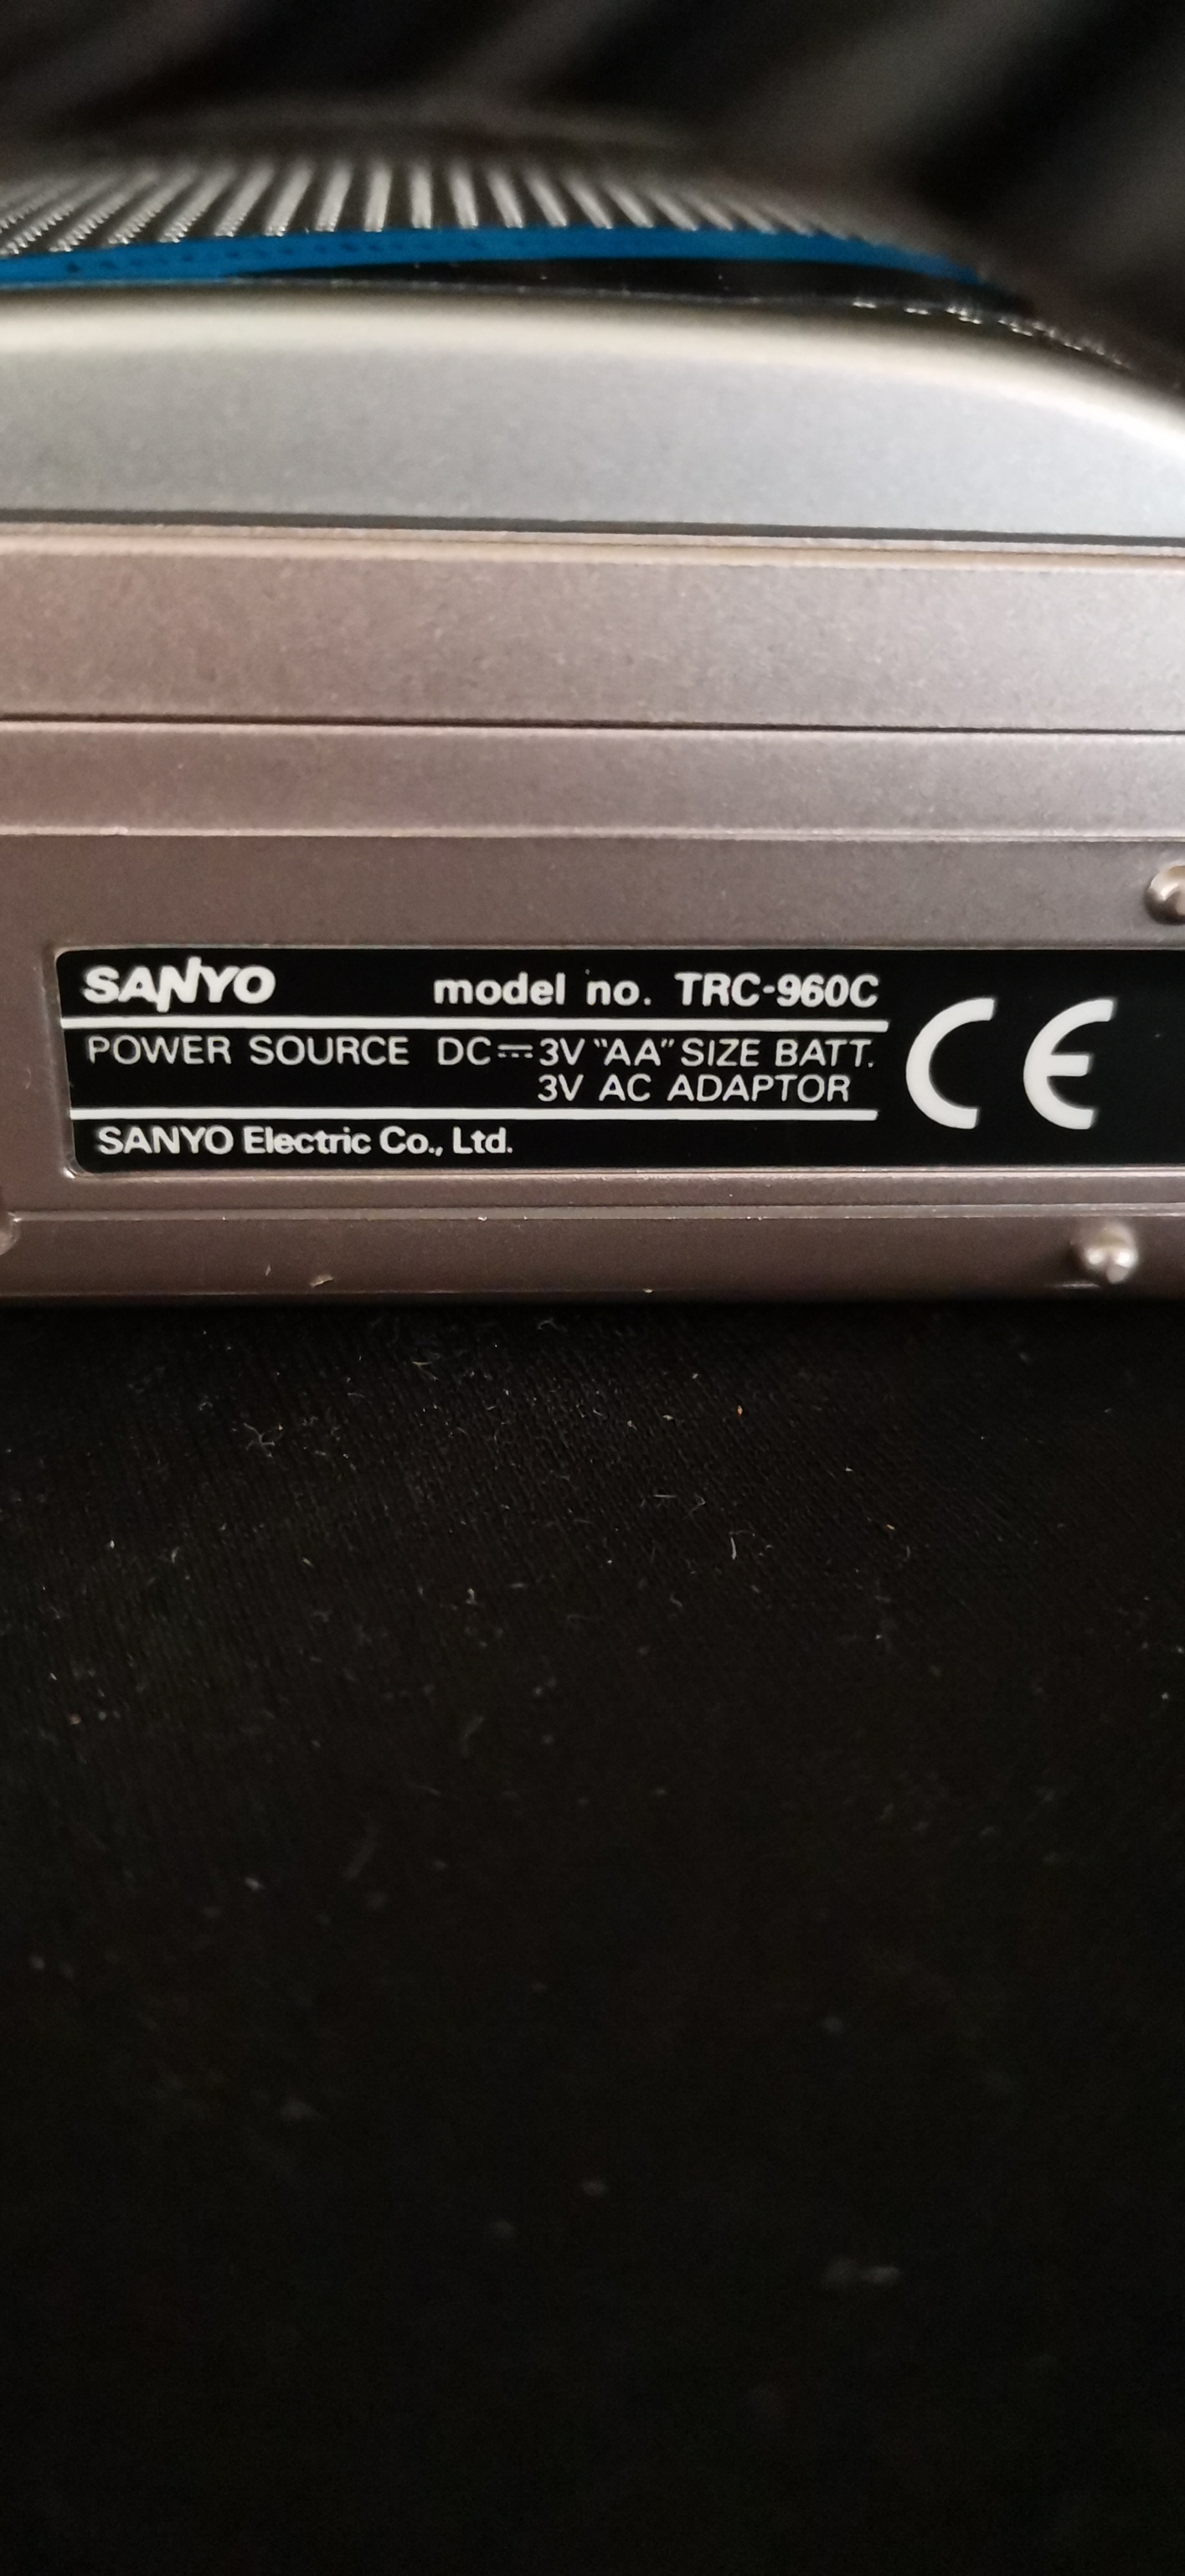 SANYO model no. TRC-960C
POWER SOURCE DC⎓3V "AA" SIZE BATT.
3V AC ADAPTOR
SANYO Electric Co., Ltd.
CE